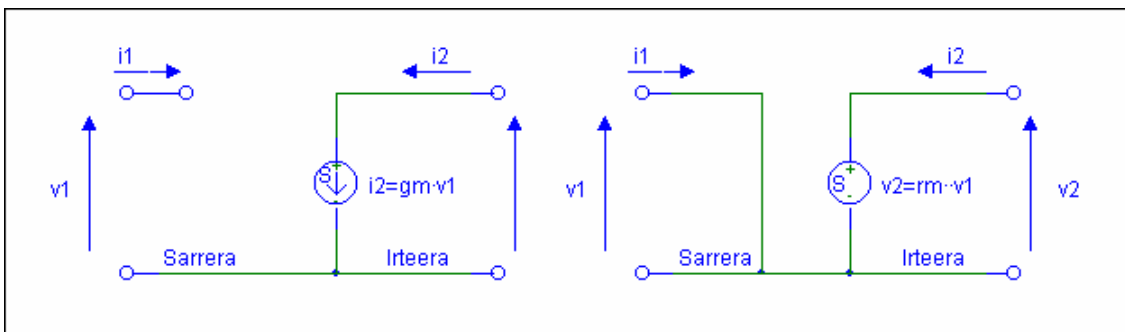 i1
i2
v1
S
i2=gm·v1
Sarrera
Irteera
i1
i2
v1
S
v2=rm··v1
v2
Sarrera
Irteera